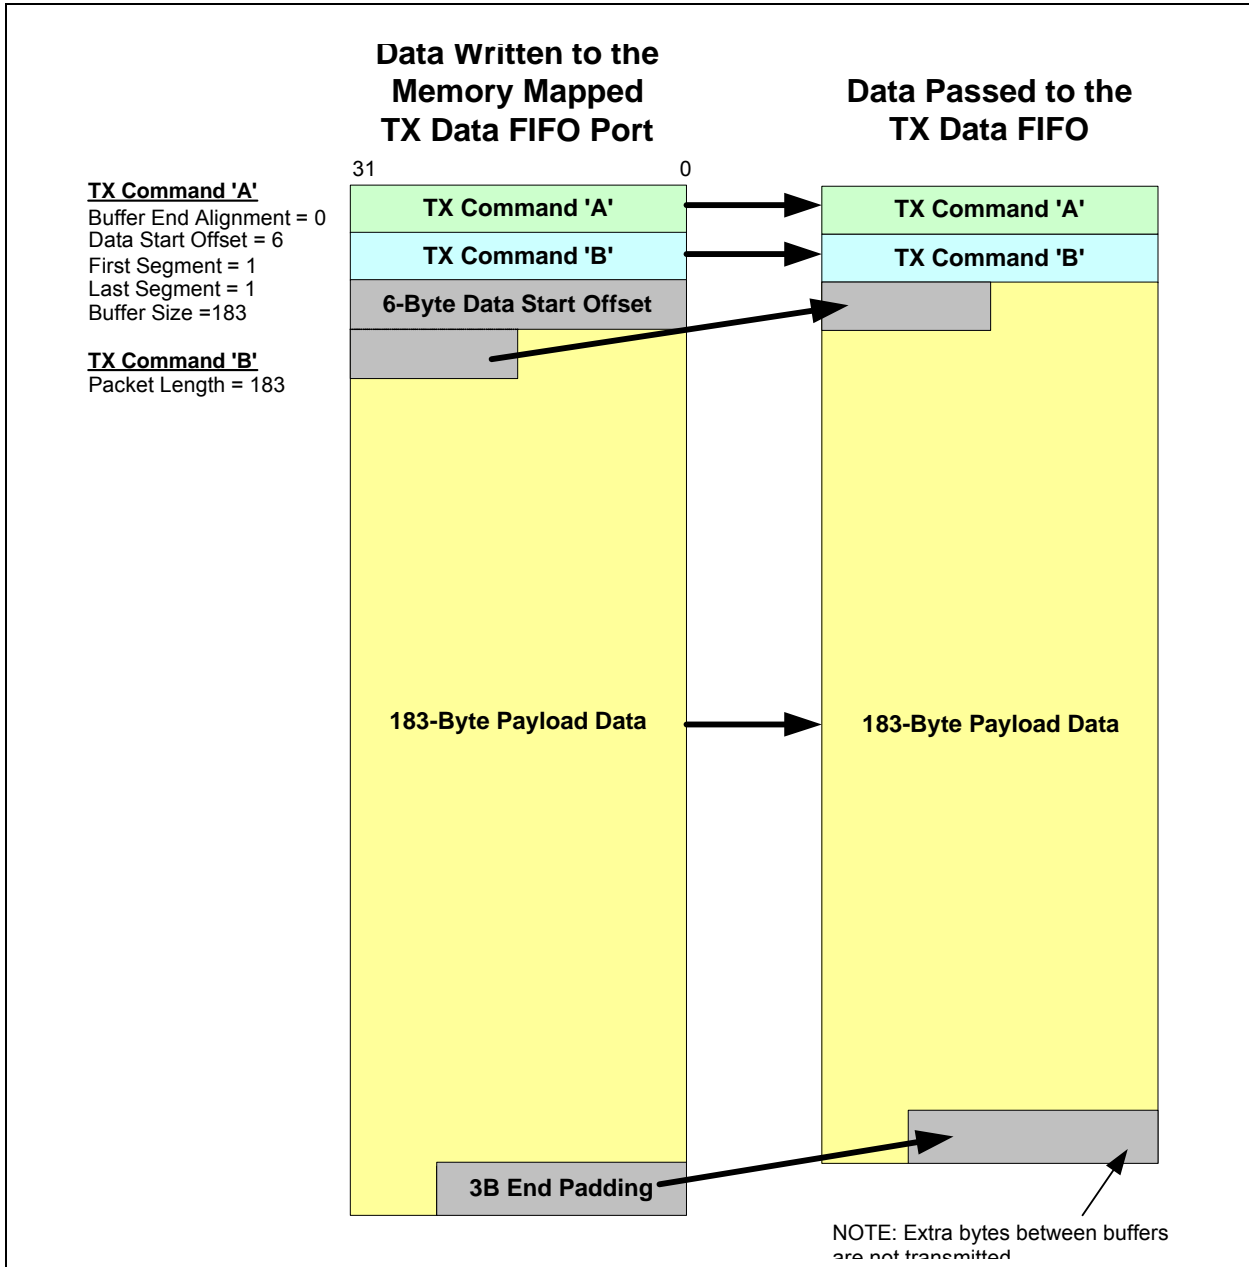 Data Written to the
Memory Mapped
TX Data FIFO Port
Data Passed to the
TX Data FIFO
31
0
TX Command 'A'
Buffer End Alignment = 0
Data Start Offset = 6
First Segment = 1
Last Segment = 1
Buffer Size =183
TX Command 'B'
Packet Length = 183
TX Command 'A'
TX Command 'B'
6-Byte Data Start Offset
183-Byte Payload Data
3B End Padding
TX Command 'A'
TX Command 'B'
183-Byte Payload Data
NOTE: Extra bytes between buffers
are not transmitted